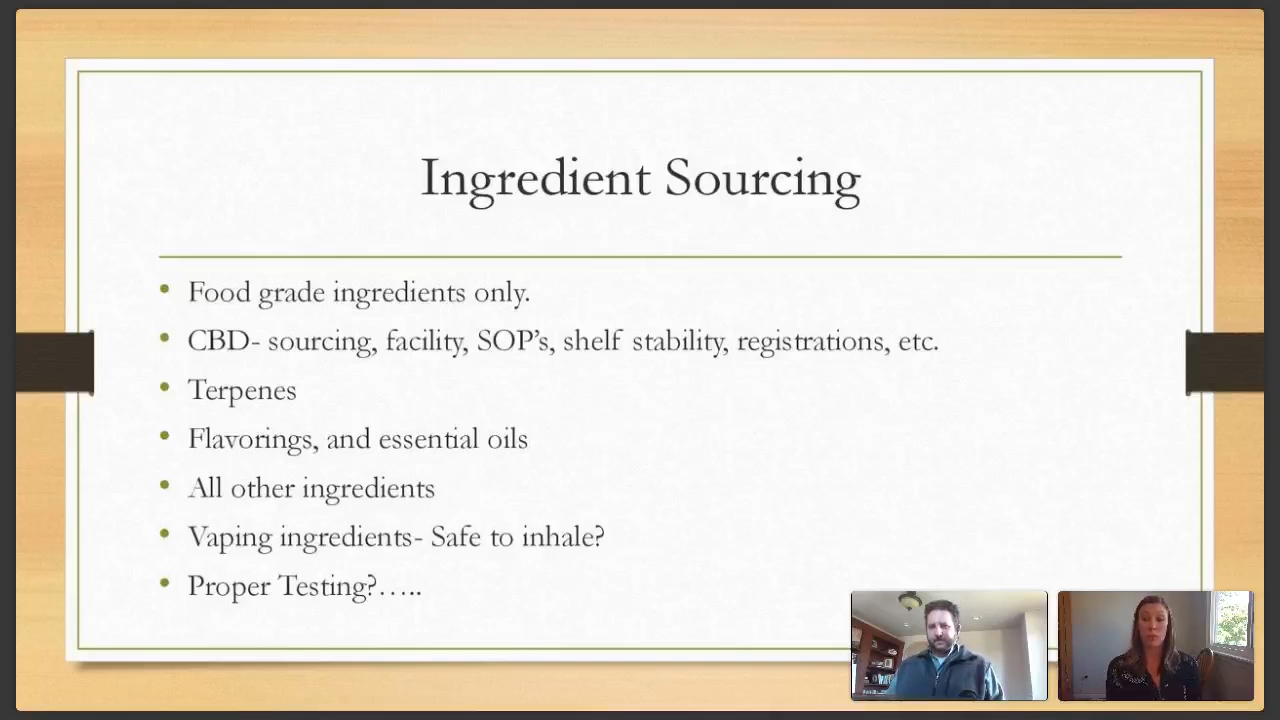 Ingredient Sourcing
• Food grade ingredients only.
• CBD- sourcing, facility, SOP’s, shelf stability, registrations, etc.
• Terpenes
• Flavorings, and essential oils
• All other ingredients
• Vaping ingredients- Safe to inhale?
• Proper Testing?…..